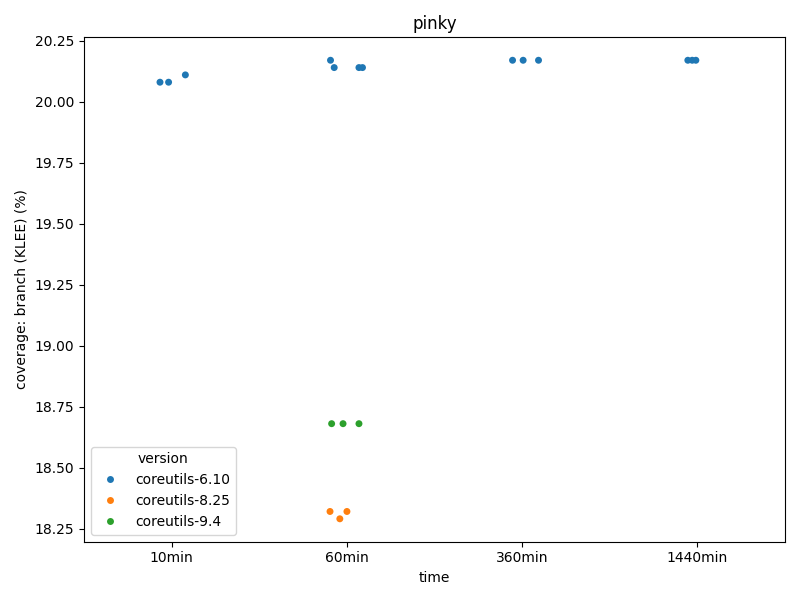 pinky
20.25
20.00
19.75
19.50
19.25
19.00
18.75
18.50
18.25
coverage: branch (KLEE) (%)
version
coreutils-6.10
coreutils-8.25
coreutils-9.4
10min
60min
360min
1440min
time